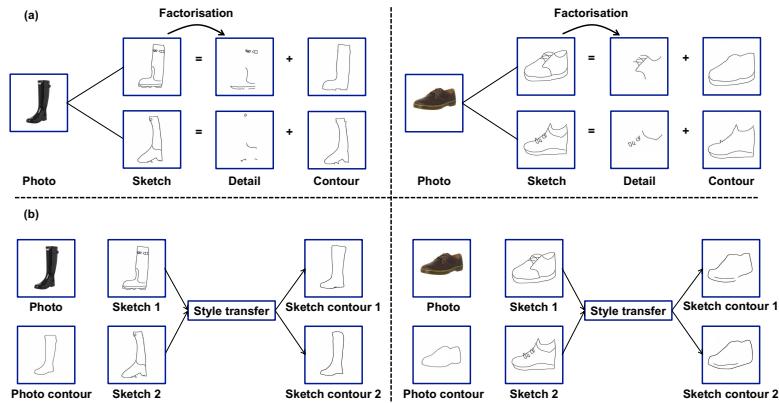 (a)
Factorisation
Factorisation
=
+
=
+
=
+
=
+
Photo
Sketch
Detail
Contour
Photo
Sketch
Detail
Contour
(b)
Photo
Sketch 1
Style transfer
Sketch contour 1
Photo
Sketch 1
Style transfer
Sketch contour 1
Photo contour
Sketch 2
Sketch contour 2
Photo contour
Sketch 2
Sketch contour 2